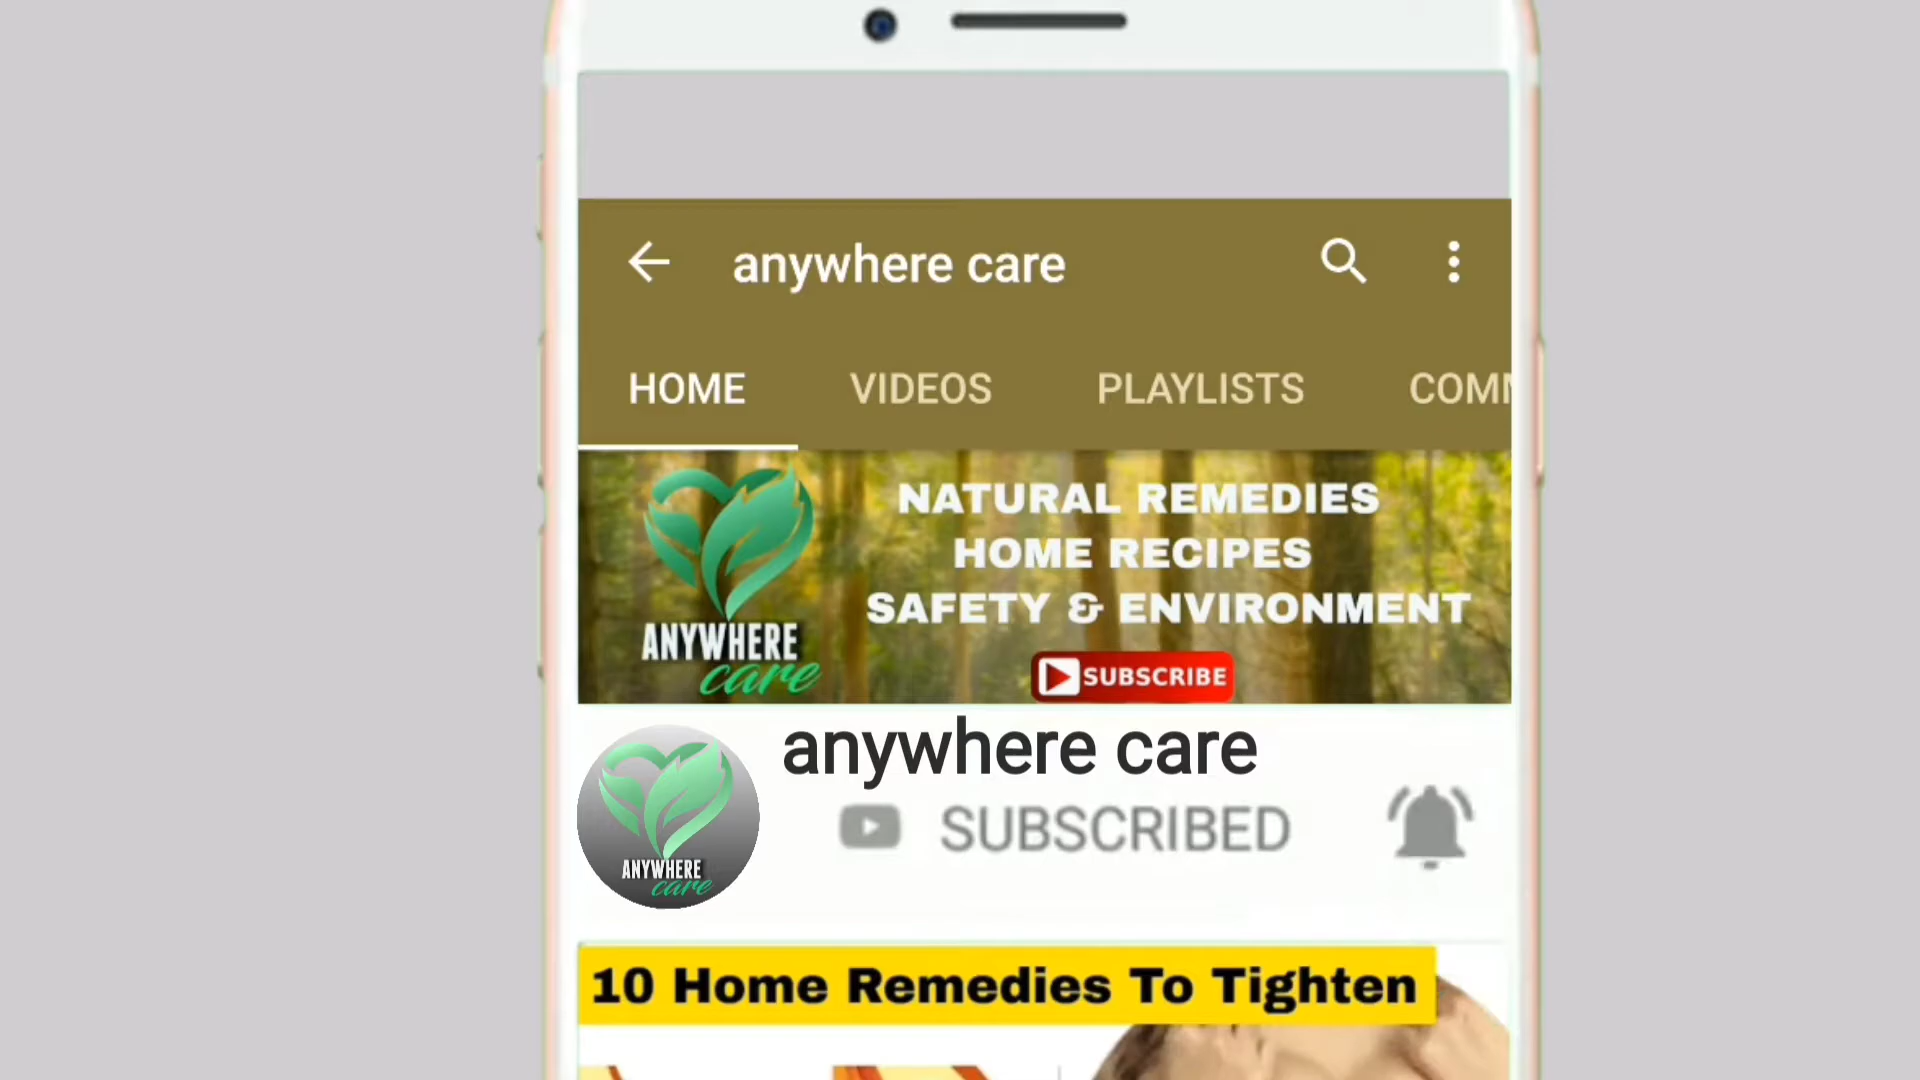 anywhere care
HOME VIDEOS PLAYLISTS COMM
NATURAL REMEDIES
HOME RECIPES
SAFETY & ENVIRONMENT
ANYWHERE
care
SUBSCRIBE
anywhere care
SUBSCRIBED
ANYWHERE
care
10 Home Remedies To Tighten